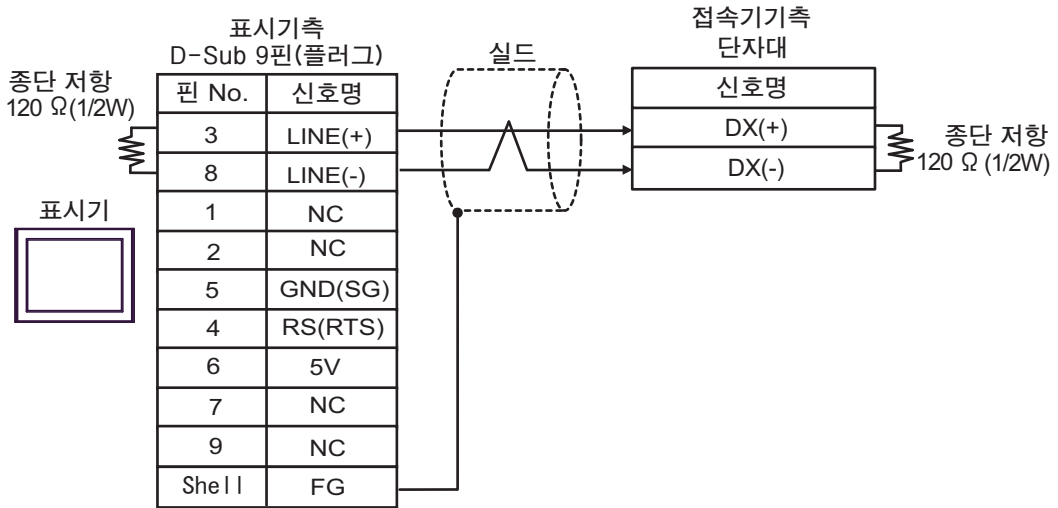 표시기측
D-Sub 9핀(플러그)
종단 저항
120 Ω(1/2W)
표시기
핀 No. 신호명
3 LINE(+)
8 LINE(-)
1 NC
2 NC
5 GND(SG)
4 RS(RTS)
6 5V
7 NC
9 NC
Shell FG
실드
접속기기측
단자대
신호명
DX(+)
DX(-)
종단 저항
120 Ω (1/2W)